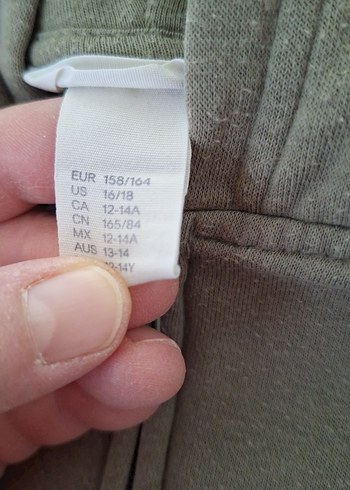 EUR 158/164
US 16/18
CA 12-14A
CN 165/84
MX 12-14A
AUS 13-14